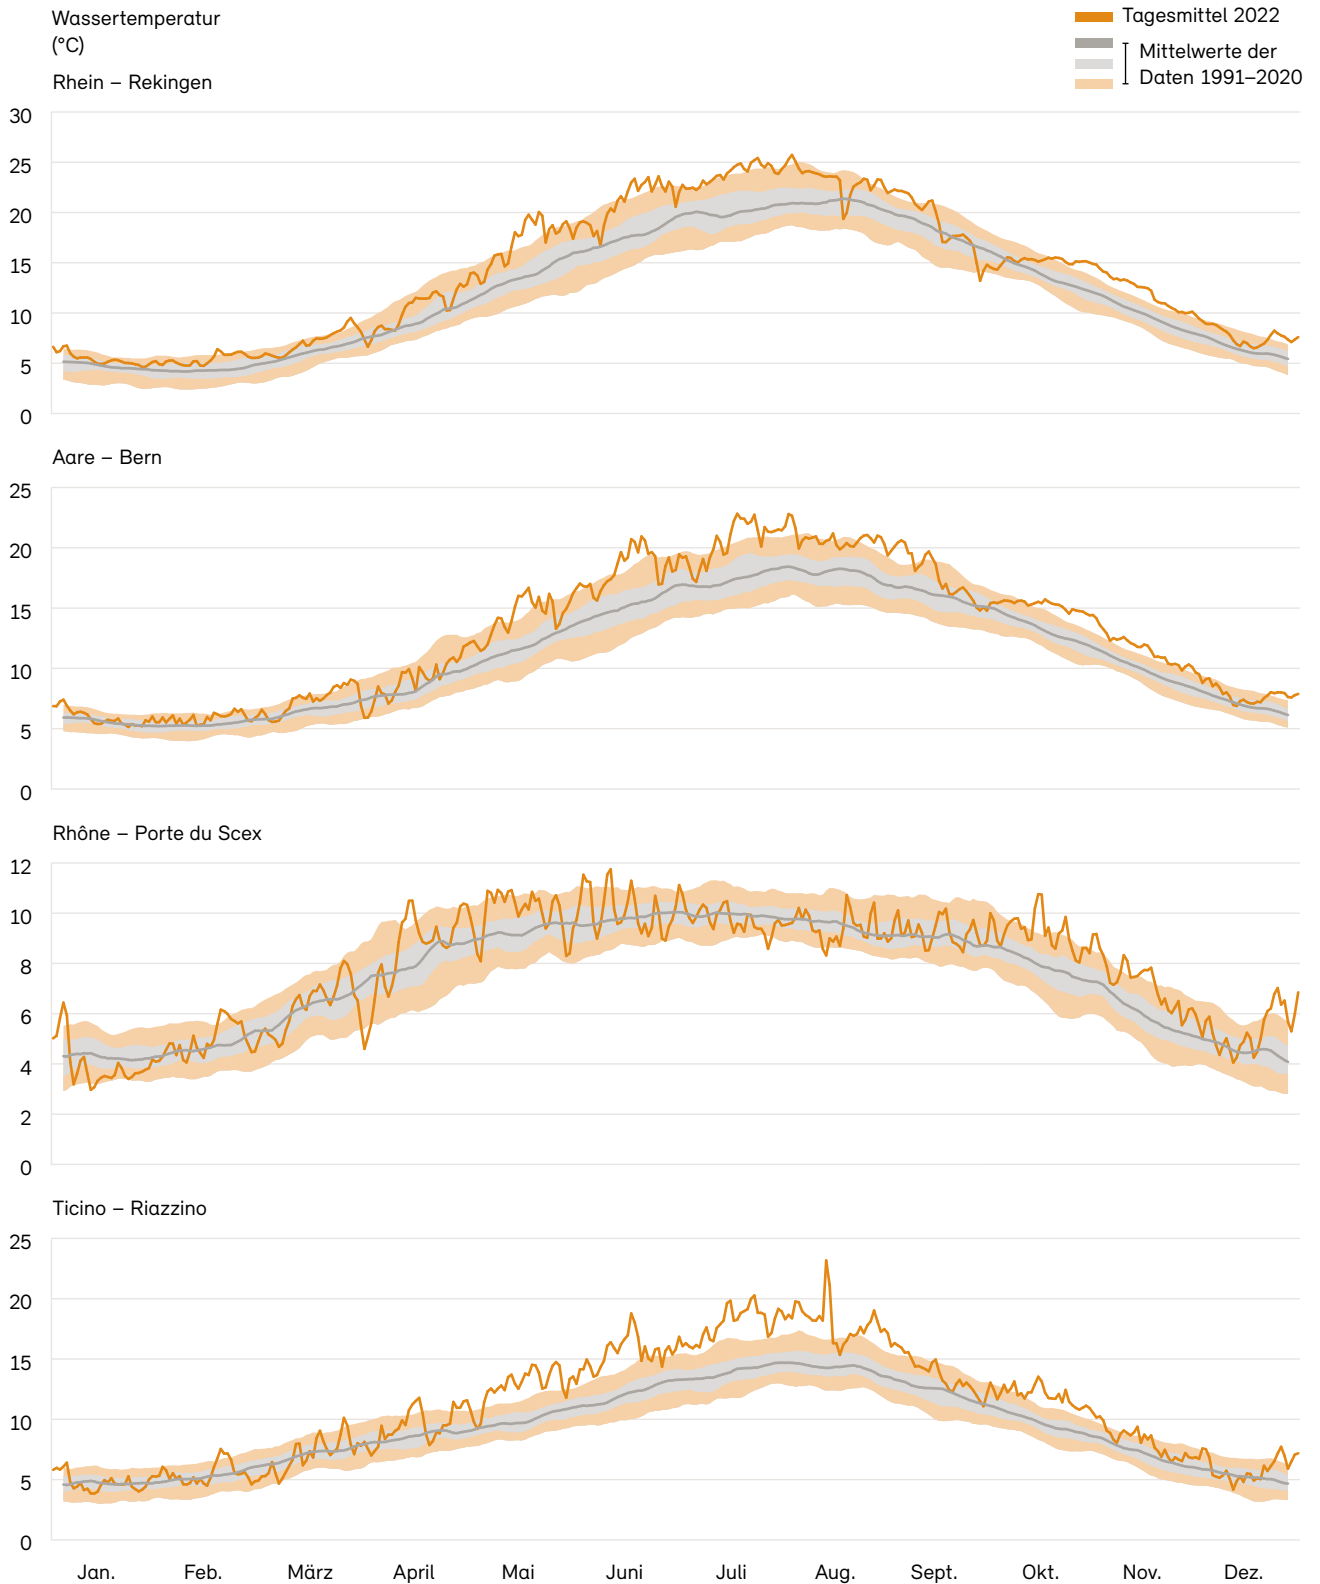 Wassertemperatur
(°C)
Tagesmittel 2022
Mittelwerte der
Daten 1991–2020
Rhein – Rekingen
30
25
20
15
10
5
0
Aare – Bern
25
20
15
10
5
0
Rhône – Porte du Scex
12
10
8
6
4
2
0
Ticino – Riazzino
25
20
15
10
5
0
Jan. Feb. März April Mai Juni Juli Aug. Sept. Okt. Nov. Dez.